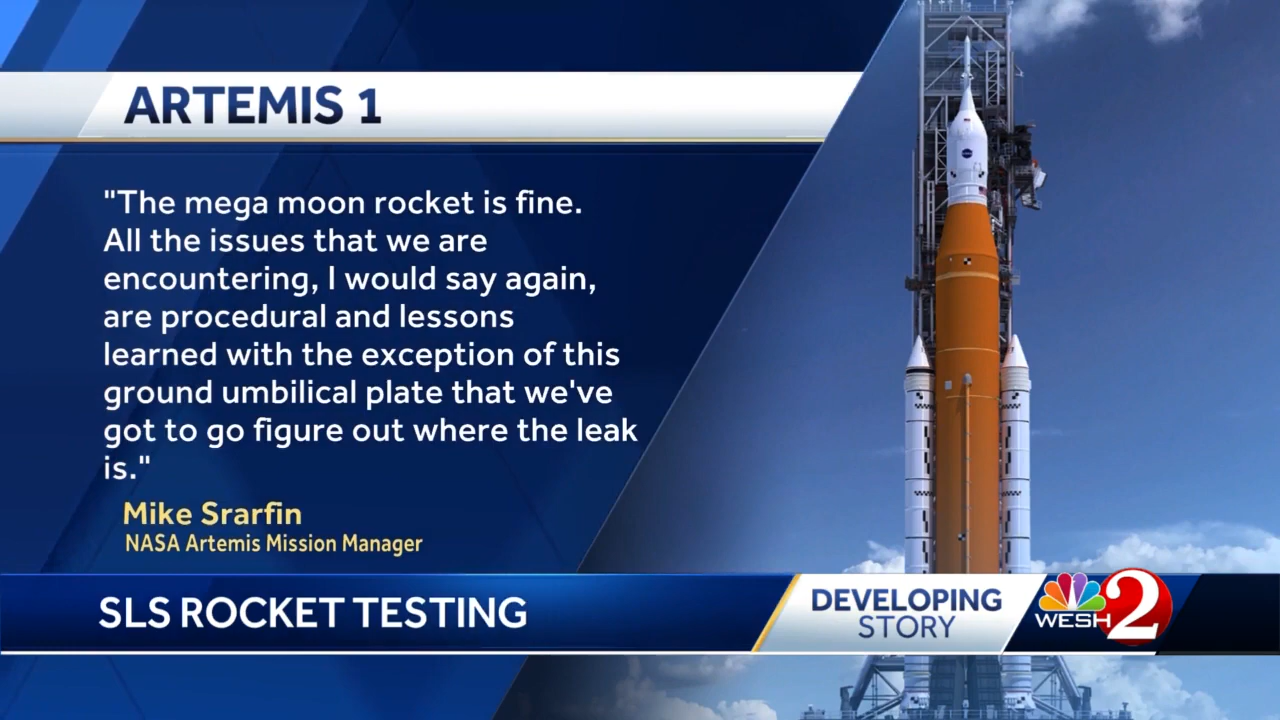 ARTEMIS 1
"The mega moon rocket is fine.
All the issues that we are
encountering, I would say again,
are procedural and lessons
learned with the exception of this
ground umbilical plate that we've
got to go figure out where the leak
is."
Mike Srarfin
NASA Artemis Mission Manager
SLS ROCKET TESTING
DEVELOPING
STORY
WESH 2